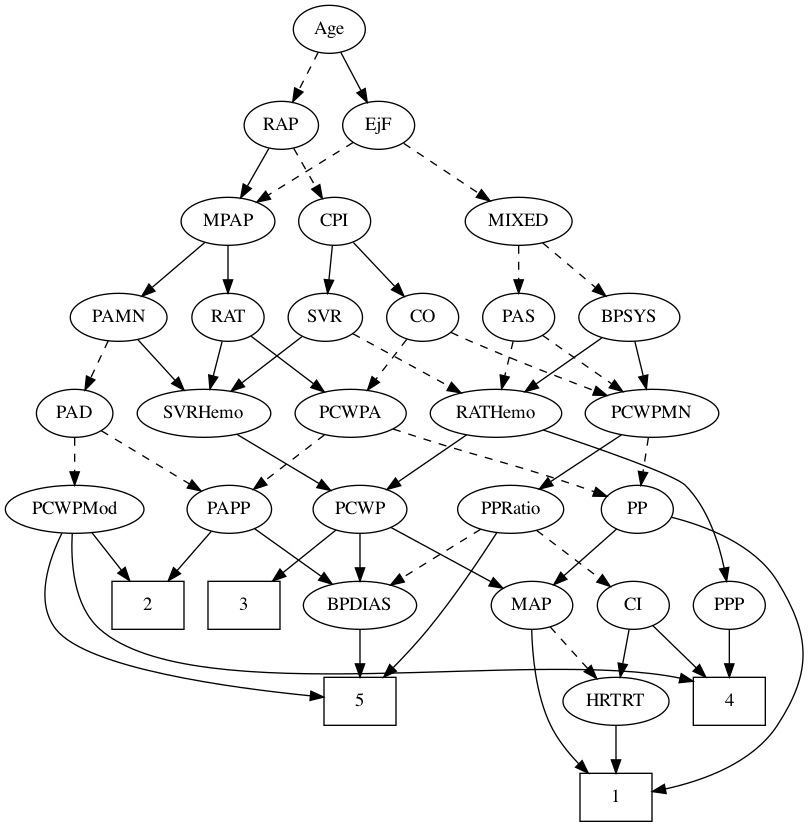 Age
RAP
EjF
MPAP
CPI
MIXED
PAMN
RAT
SVR
CO
PAS
BPSYS
PAD
SVRHemo
PCWPA
RATHemo
PCWPMN
PCWPMod
PAPP
PCWP
PPRatio
PP
2
3
BPDIAS
MAP
CI
PPP
5
HRTRT
4
1